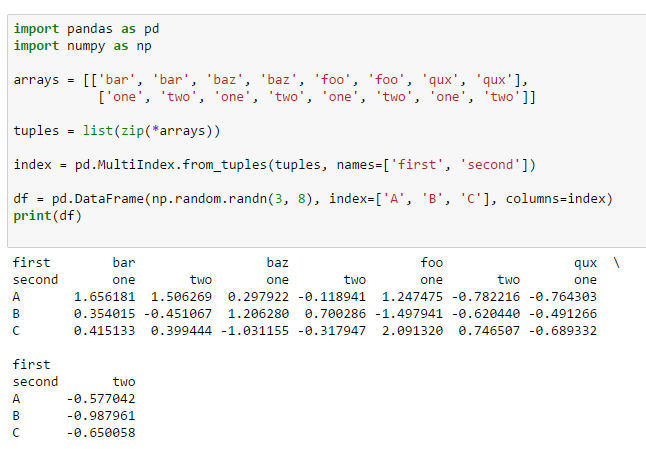 import pandas as pd
import numpy as np
arrays = [['bar', 'bar', 'baz', 'baz', 'foo', 'foo', 'qux', 'qux'],
          ['one', 'two', 'one', 'two', 'one', 'two', 'one', 'two']]
tuples = list(zip(*arrays))
index = pd.MultiIndex.from_tuples(tuples, names=['first', 'second'])
df = pd.DataFrame(np.random.randn(3, 8), index=['A', 'B', 'C'], columns=index)
print(df)
first        bar                 baz                 foo                 qux  \
second       one       two       one       two       one       two       one
A       1.656181  1.506269  0.297922 -0.118941  1.247475 -0.782216 -0.764303
B       0.354015 -0.451067  1.206280  0.700286 -1.497941 -0.620440 -0.491266
C       0.415133  0.399444 -1.031155 -0.317947  2.091320  0.746507 -0.689332
first
second       two
A      -0.577042
B      -0.987961
C      -0.650058